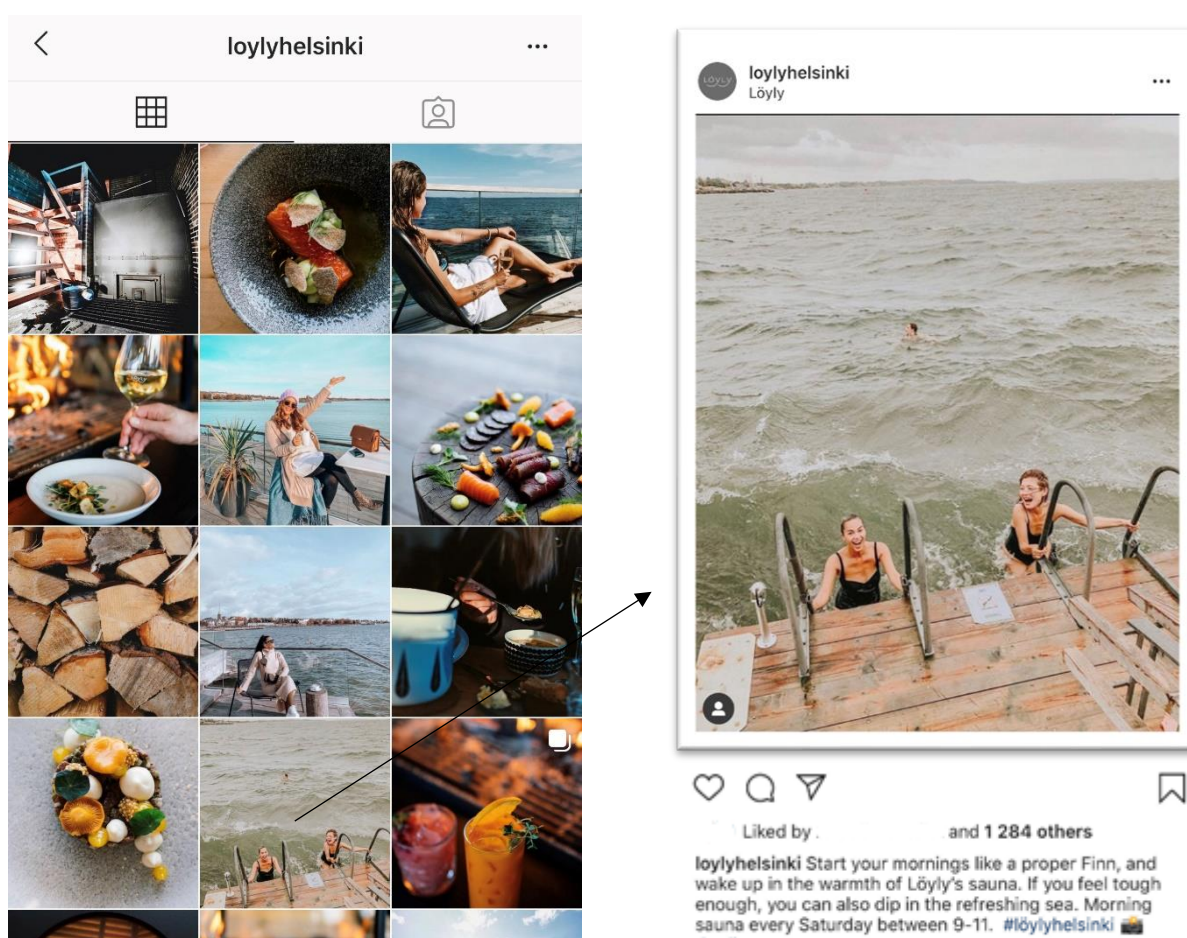 loylyhelsinki
loylyhelsinki
Löyly
LÖYLY
Liked by
and 1 284 others
loylyhelsinki Start your mornings like a proper Finn, and
wake up in the warmth of Löyly's sauna. If you feel tough
enough, you can also dip in the refreshing sea. Morning
sauna every Saturday between 9-11. #löylyhelsinki 📸